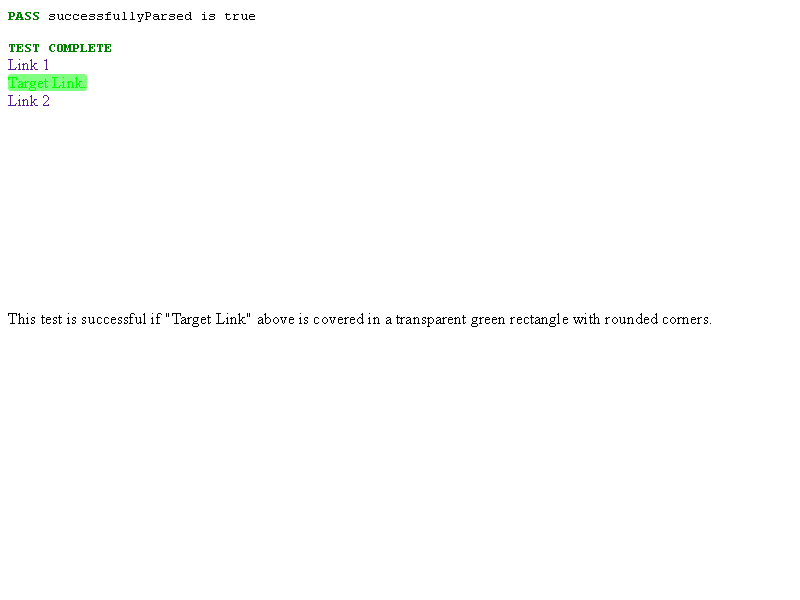 PASS successfullyParsed is true
TEST COMPLETE
Link 1
Target Link.
Link 2
This test is successful if "Target Link" above is covered in a transparent green rectangle with rounded corners.